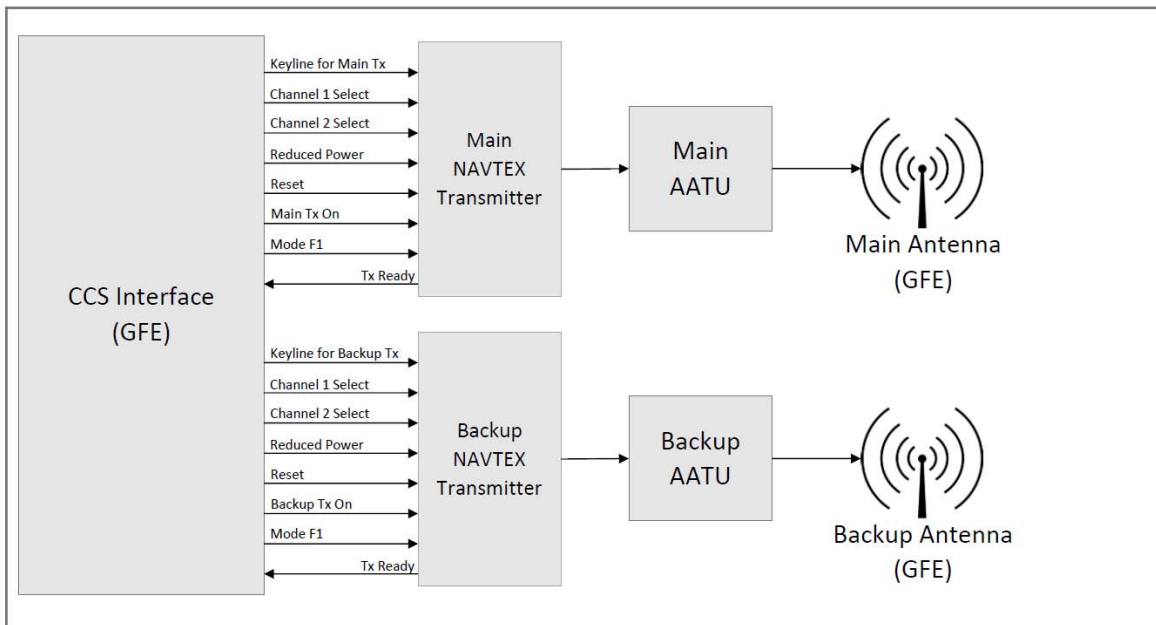 CCS Interface
(GFE)
Keyline for Main Tx
Channel 1 Select
Channel 2 Select
Reduced Power
Reset
Main Tx On
Mode F1
Tx Ready
Main
NAVTEX
Transmitter
Main
AATU
Main Antenna
(GFE)
Keyline for Backup Tx
Channel 1 Select
Channel 2 Select
Reduced Power
Reset
Backup Tx On
Mode F1
Tx Ready
Backup
NAVTEX
Transmitter
Backup
AATU
Backup Antenna
(GFE)